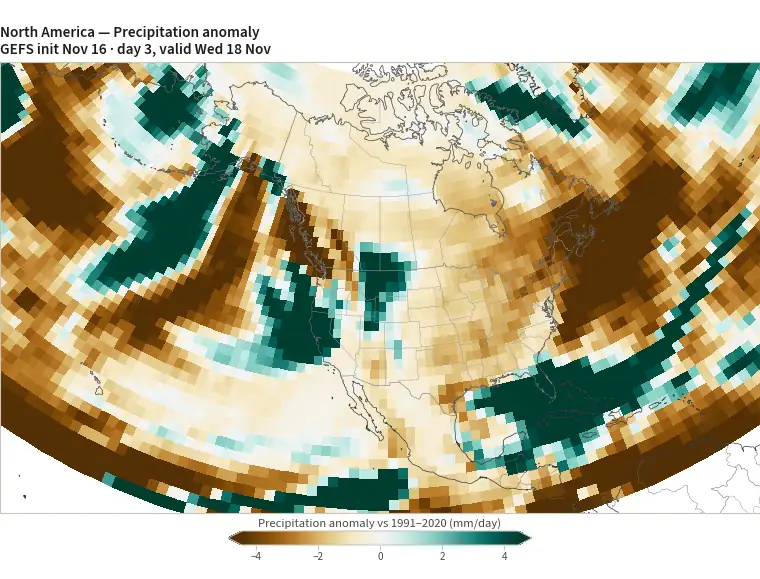 North America — Precipitation anomaly
GEFS init Nov 16 · day 3, valid Wed 18 Nov
Precipitation anomaly vs 1991–2020 (mm/day)
−4 −2 0 2 4